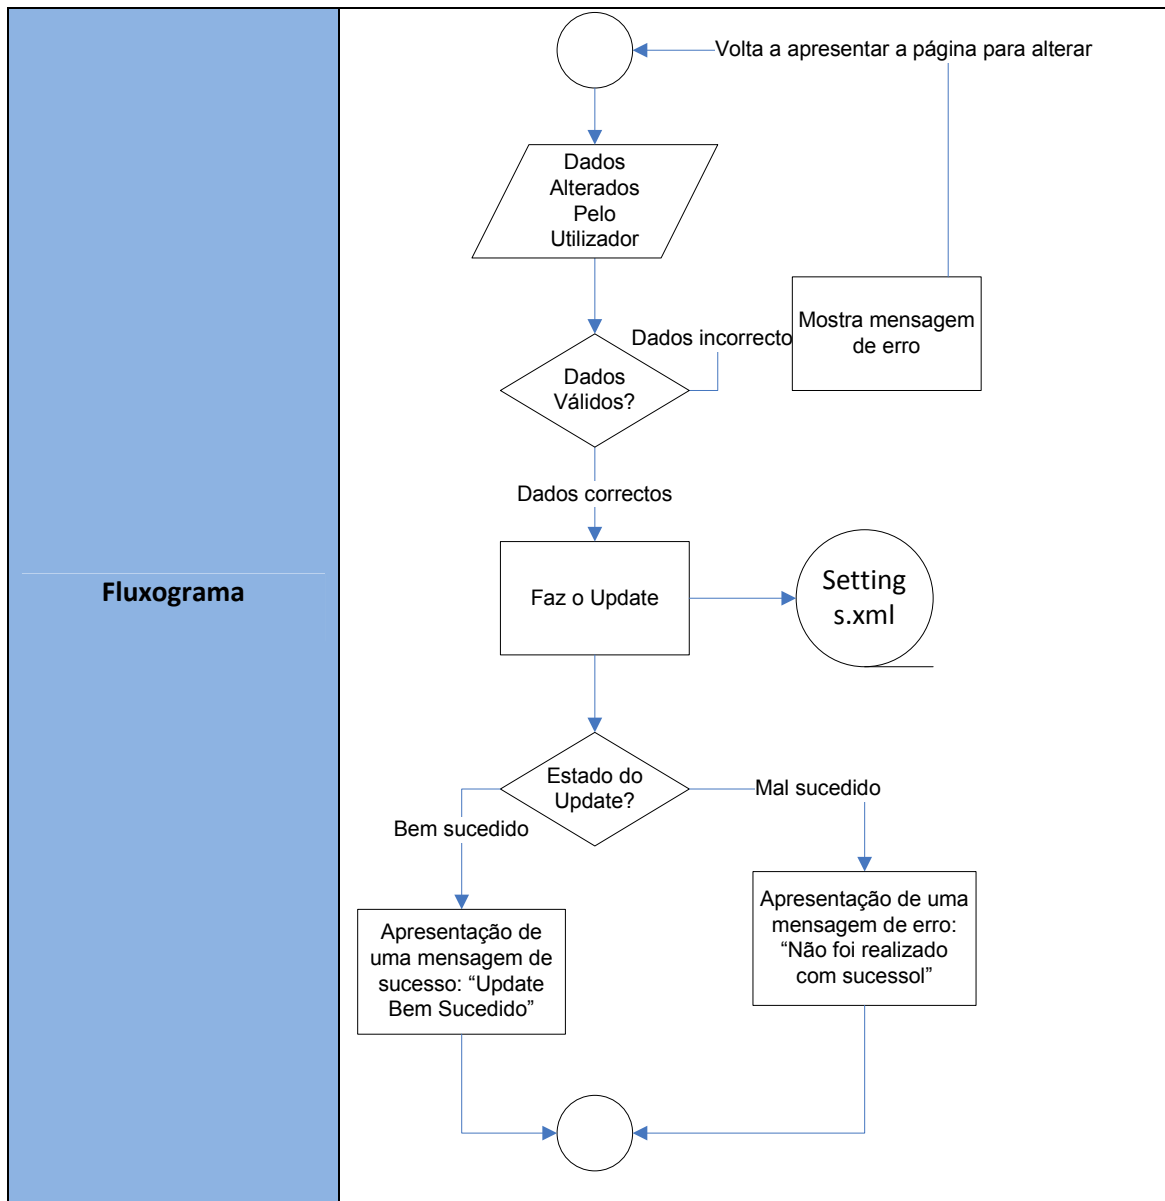 Volta a apresentar a página para alterar
Dados
Alterados
Pelo
Utilizador
Dados incorrecto
Mostra mensagem
de erro
Dados
Válidos?
Dados correctos
Fluxograma
Faz o Update
Setting
s.xml
Estado do
Update?
Mal sucedido
Bem sucedido
Apresentação de uma
mensagem de erro:
“Não foi realizado
com sucessol”
Apresentação de
uma mensagem de
sucesso: “Update
Bem Sucedido”